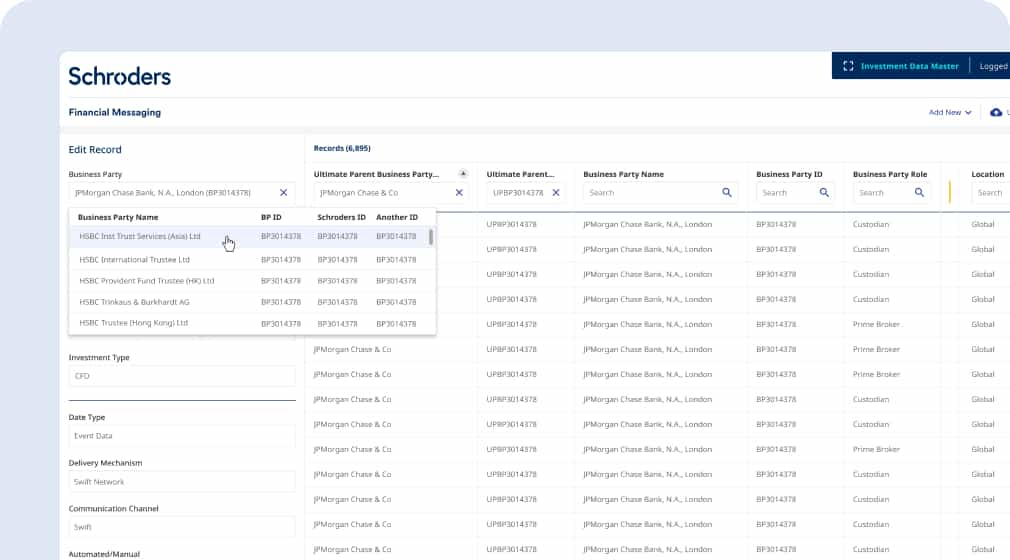 Schroders
Investment Data Master Logged
Financial Messaging
Add New
Edit Record
Records (6,895)
Business Party
Ultimate Parent Business Party... Ultimate Parent... Business Party Name Business Party ID Business Party Role Location
JPMorgan Chase Bank, N.A., London (BP3014378) JPMorgan Chase & Co UPBP3014378 Search Search Search Search
Business Party Name BP ID Schroders ID Another ID
UPBP3014378 JPMorgan Chase Bank, N.A., London BP3014378 Custodian Global
HSBC Inst Trust Services (Asia) Ltd BP3014378 BP3014378 BP3014378
UPBP3014378 JPMorgan Chase Bank, N.A., London BP3014378 Custodian Global
HSBC International Trustee Ltd BP3014378 BP3014378 BP3014378
UPBP3014378 JPMorgan Chase Bank, N.A., London BP3014378 Custodian Global
HSBC Provident Fund Trustee (HK) Ltd BP3014378 BP3014378 BP3014378
UPBP3014378 JPMorgan Chase Bank, N.A., London BP3014378 Custodian Global
HSBC Trinkaus & Burkhardt AG BP3014378 BP3014378 BP3014378
HSBC Trustee (Hong Kong) Ltd BP3014378 BP3014378 BP3014378
UPBP3014378 JPMorgan Chase Bank, N.A., London BP3014378 Prime Broker Global
JPMorgan Chase & Co UPBP3014378 JPMorgan Chase Bank, N.A., London BP3014378 Prime Broker Global
Investment Type
CFD
JPMorgan Chase & Co UPBP3014378 JPMorgan Chase Bank, N.A., London BP3014378 Prime Broker Global
JPMorgan Chase & Co UPBP3014378 JPMorgan Chase Bank, N.A., London BP3014378 Custodian Global
Date Type
JPMorgan Chase & Co UPBP3014378 JPMorgan Chase Bank, N.A., London BP3014378 Custodian Global
Event Data
JPMorgan Chase & Co UPBP3014378 JPMorgan Chase Bank, N.A., London BP3014378 Prime Broker Global
Delivery Mechanism
JPMorgan Chase & Co UPBP3014378 JPMorgan Chase Bank, N.A., London BP3014378 Custodian Global
Swift Network
JPMorgan Chase & Co UPBP3014378 JPMorgan Chase Bank, N.A., London BP3014378 Custodian Global
Communication Channel
Swift
JPMorgan Chase & Co UPBP3014378 JPMorgan Chase Bank, N.A., London BP3014378 Custodian Global
Automated/Manual
JPMorgan Chase & Co UPBP3014378 JPMorgan Chase Bank, N.A., London BP3014378 Custodian Global